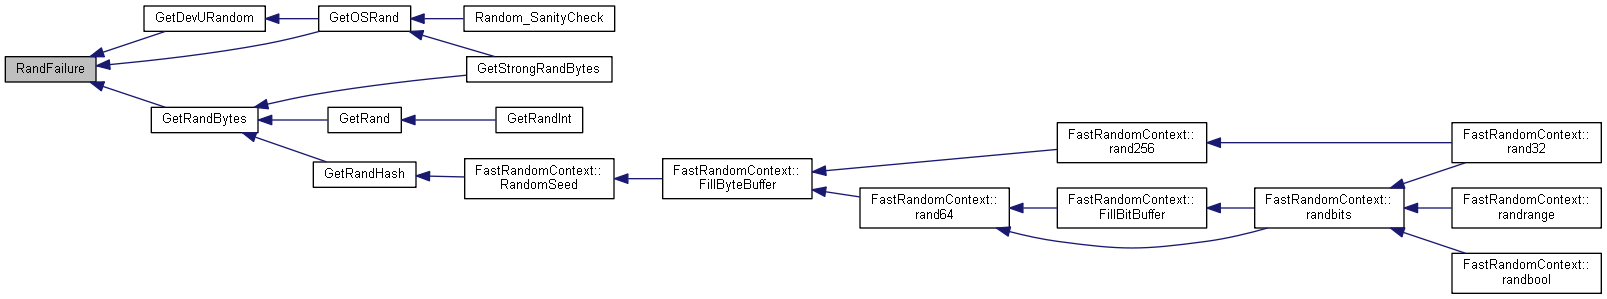 RandFailure
GetDevURandom
GetOSRand
Random_SanityCheck
GetStrongRandBytes
GetRandBytes
GetRand
GetRandInt
GetRandHash
FastRandomContext::
RandomSeed
FastRandomContext::
FillByteBuffer
FastRandomContext::
rand256
FastRandomContext::
rand64
FastRandomContext::
FillBitBuffer
FastRandomContext::
randbits
FastRandomContext::
rand32
FastRandomContext::
randrange
FastRandomContext::
randbool